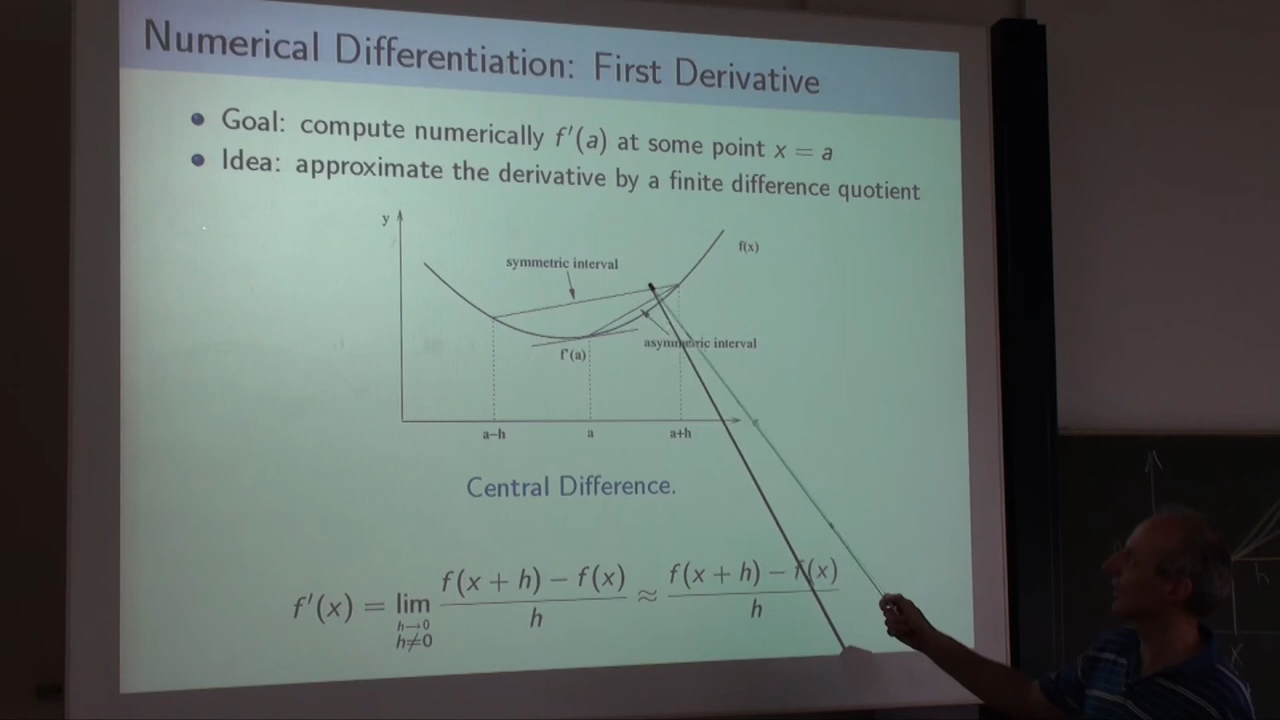 Numerical Differentiation: First Derivative
Goal: compute numerically f′(a) at some point x = a
Idea: approximate the derivative by a finite difference quotient
y
f(x)
symmetric interval
asymmetric interval
f'(a)
a−h a a+h
Central Difference.
f′(x) = lim h→0 h≠0 f(x + h) − f(x) / h ≈ f(x + h) − f(x) / h
h
x